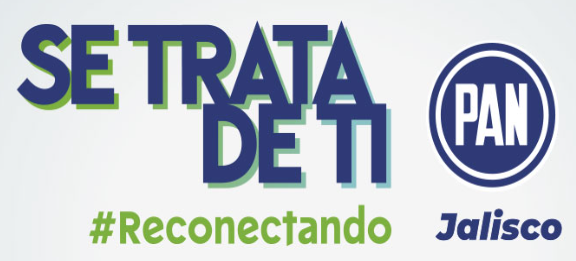 SE TRATA
DE TI
#Reconectando
PAN
Jalisco